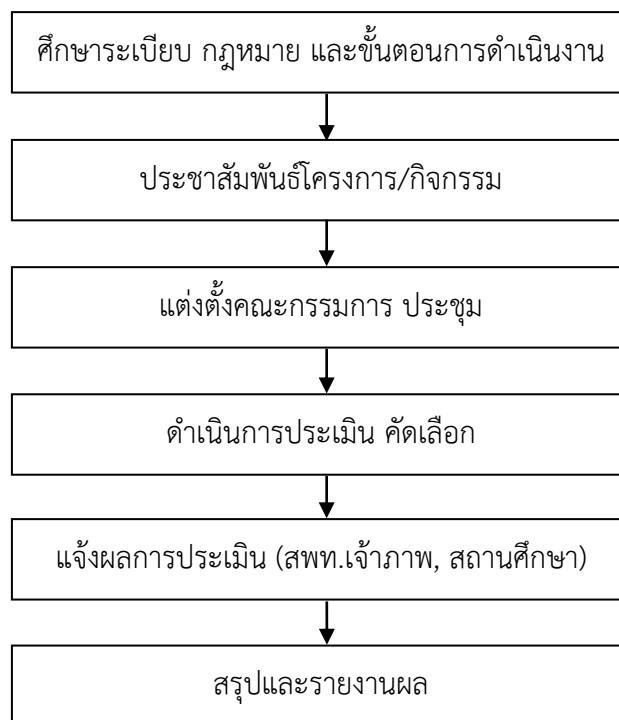 ศึกษาระเบียบ กฎหมาย และขั้นตอนการดำเนินงาน
ประชาสัมพันธ์โครงการ/กิจกรรม
แต่งตั้งคณะกรรมการ ประชุม
ดำเนินการประเมิน คัดเลือก
แจ้งผลการประเมิน (สพท.เจ้าภาพ, สถานศึกษา)
สรุปและรายงานผล